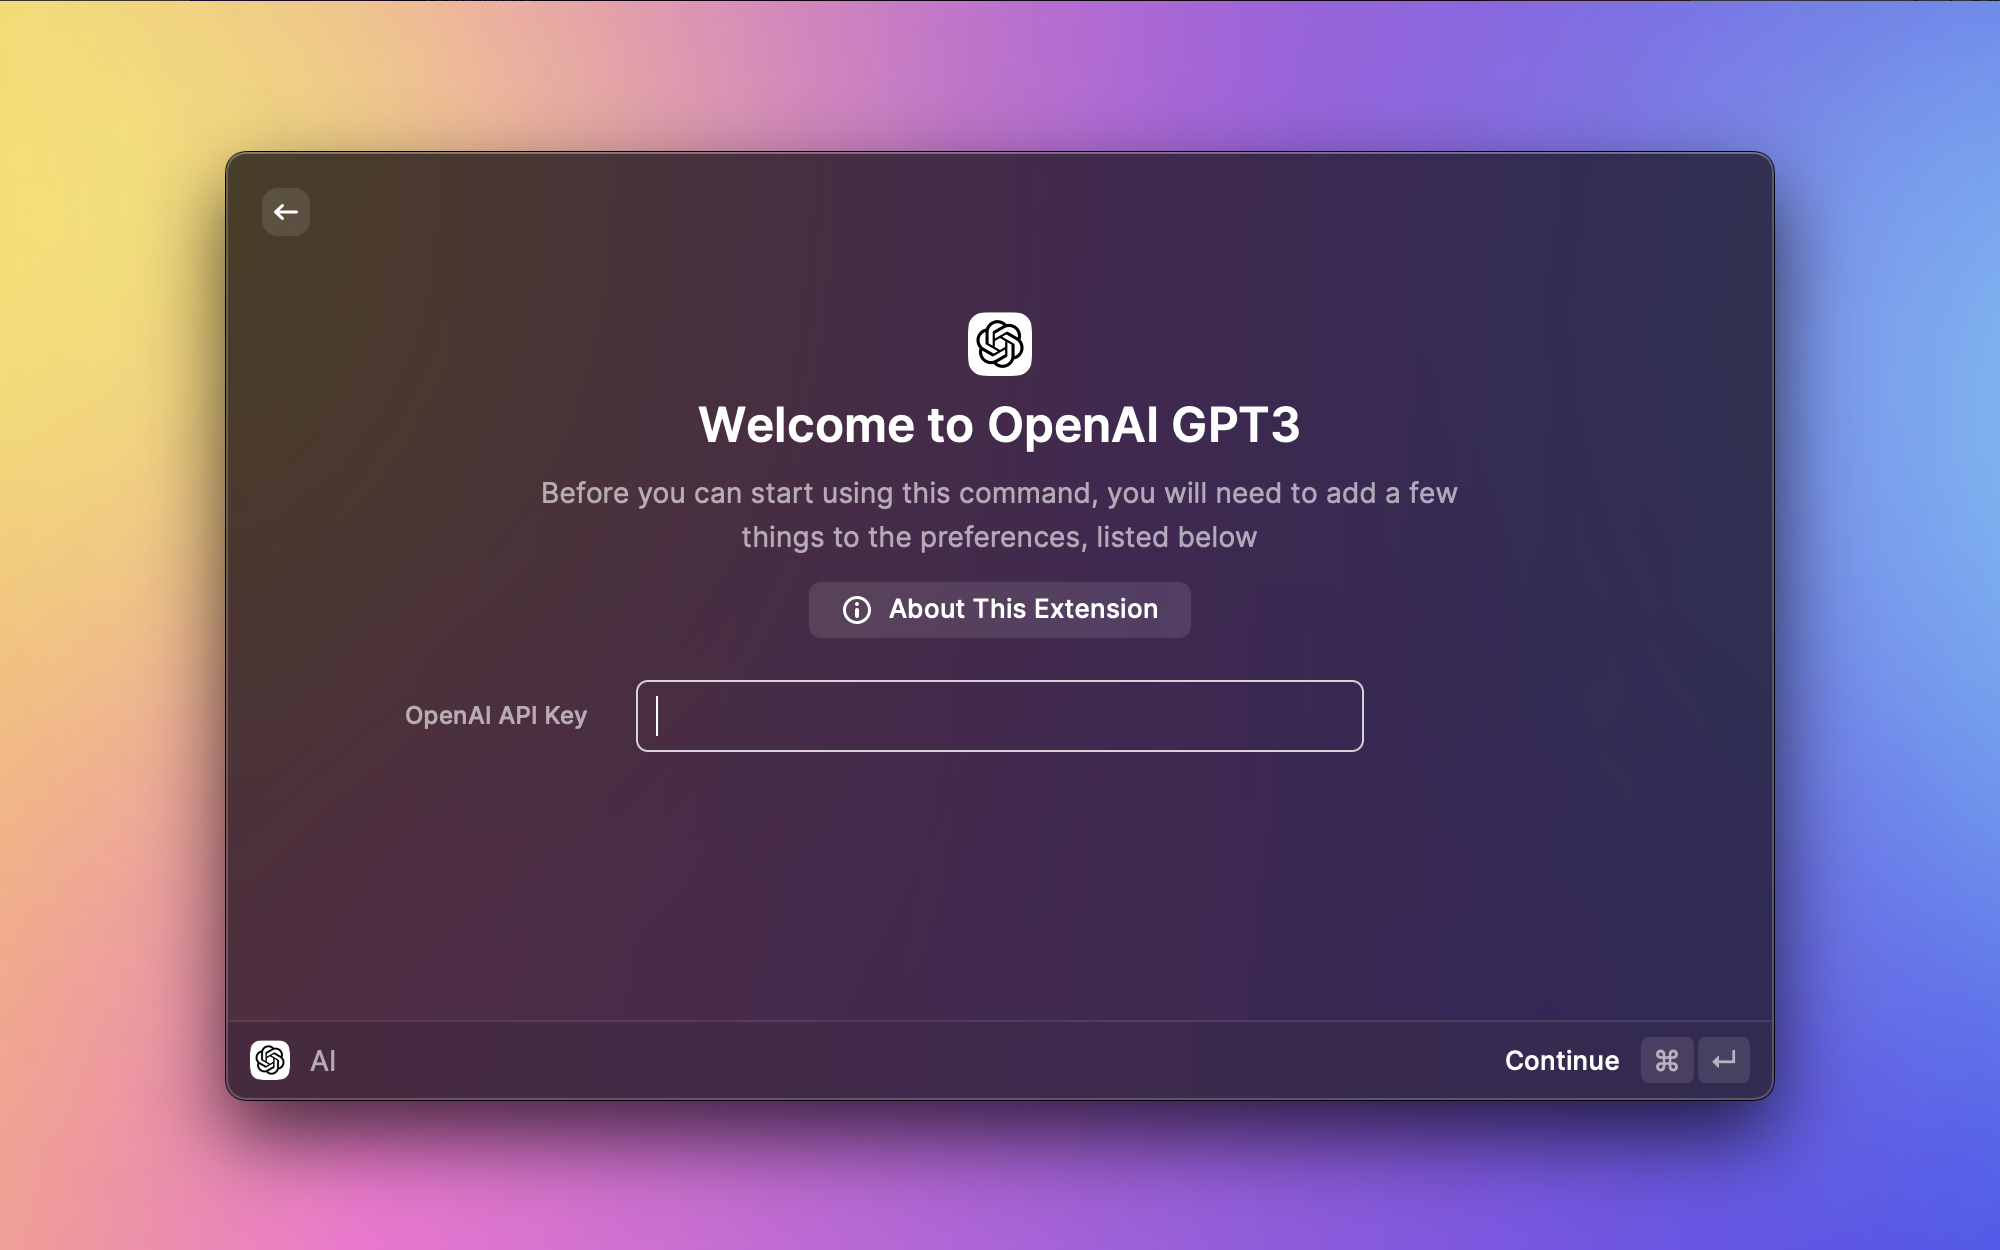 Welcome to OpenAI GPT3
Before you can start using this command, you will need to add a few
things to the preferences, listed below
About This Extension
OpenAI API Key
AI
Continue ⌘ ↵